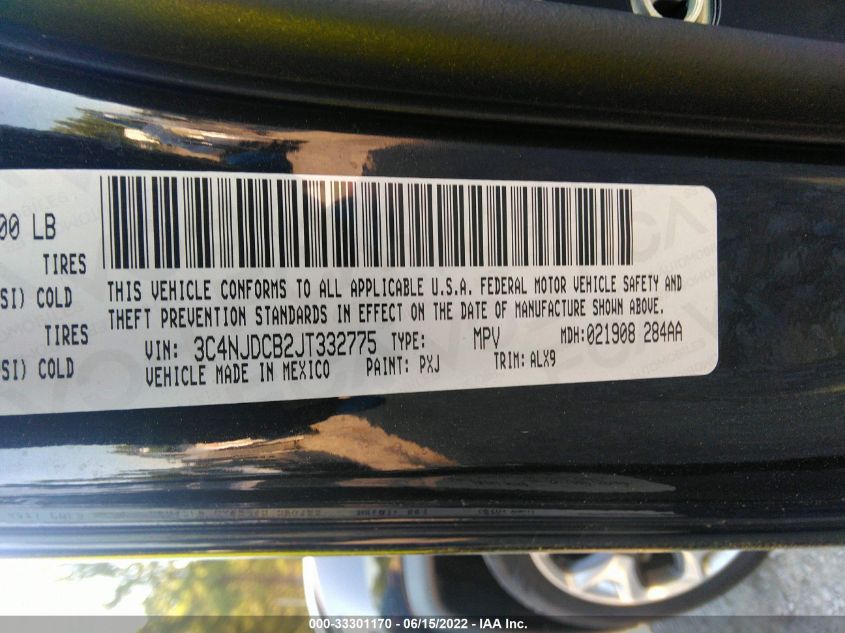 00 LB
TIRES
SI) COLD
TIRES
SI) COLD
THIS VEHICLE CONFORMS TO ALL APPLICABLE U.S.A. FEDERAL MOTOR VEHICLE SAFETY AND
THEFT PREVENTION STANDARDS IN EFFECT ON THE DATE OF MANUFACTURE SHOWN ABOVE.
VIN: 3C4NJDCB2JT332775 TYPE: MPV MDH:021908 284AA
VEHICLE MADE IN MEXICO PAINT: PXJ TRIM: ALX9
000-33301170 - 06/15/2022 - IAA Inc.